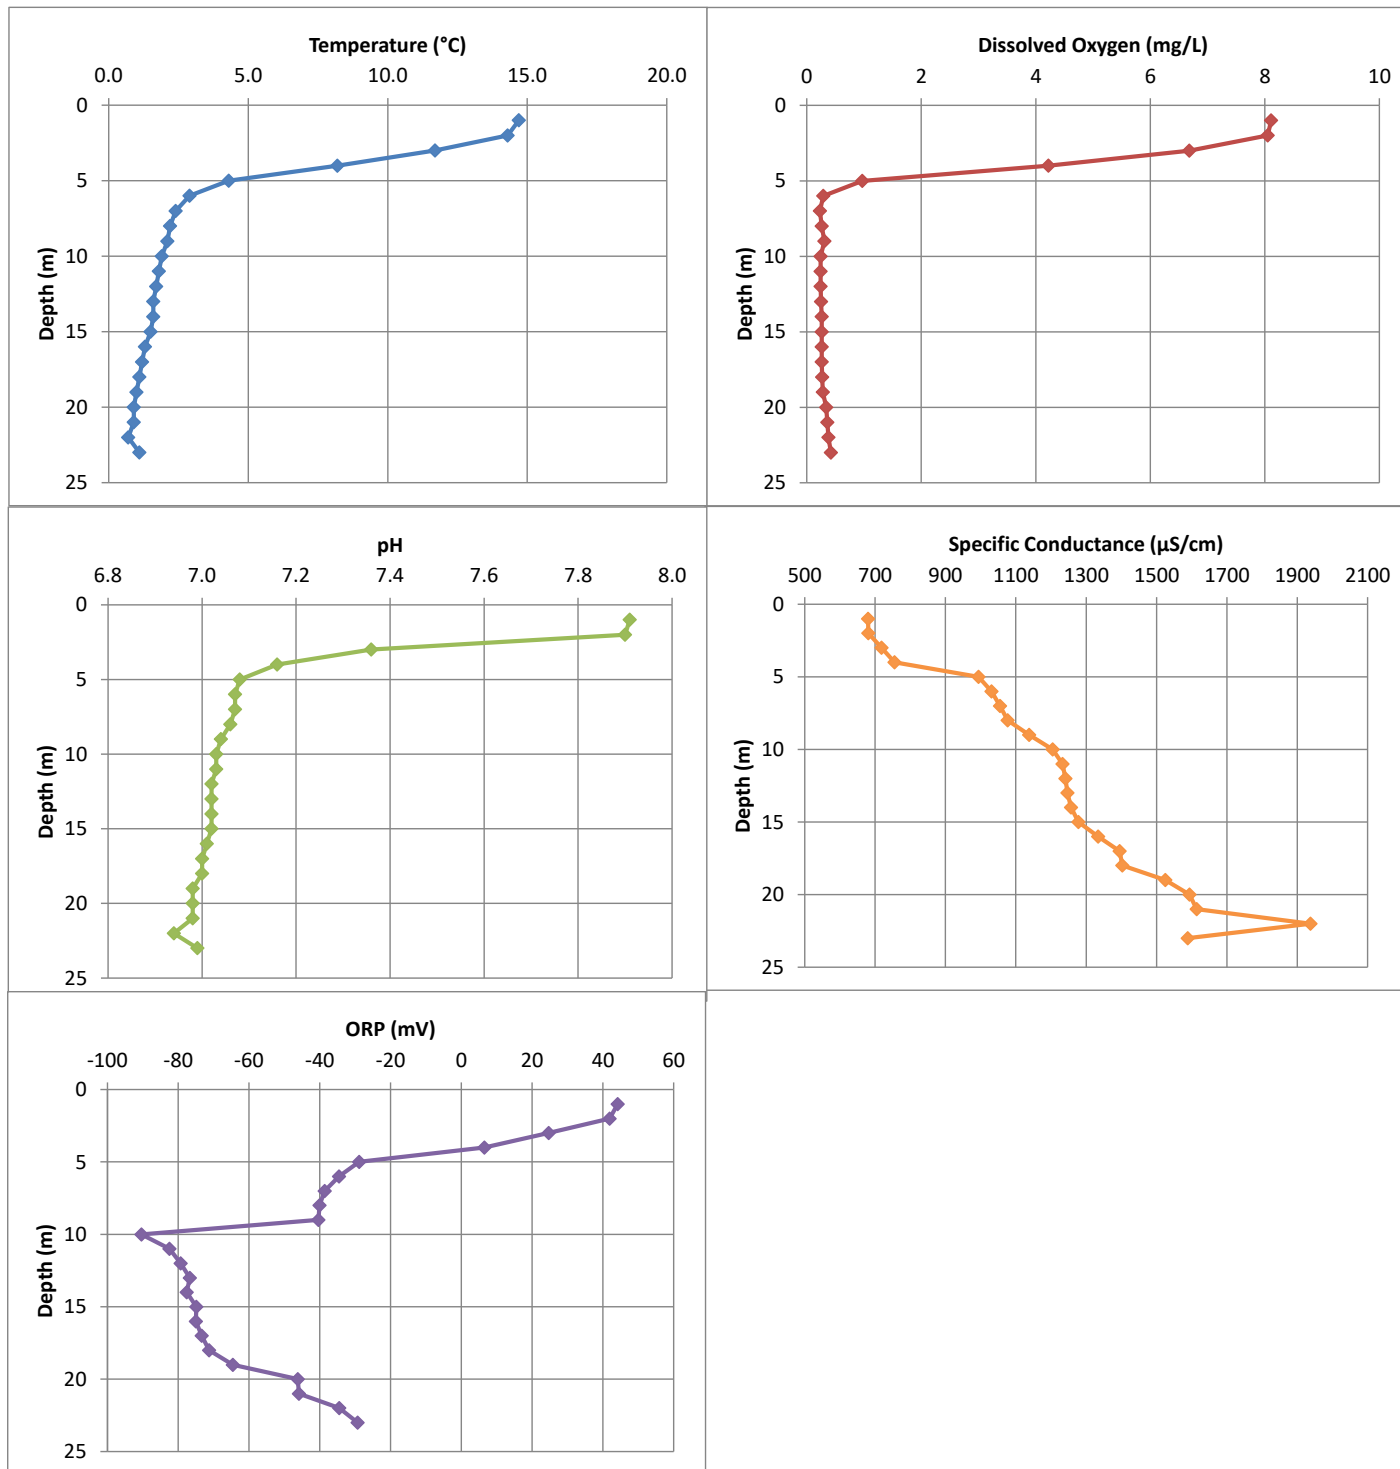 Temperature (°C)
0.0 5.0 10.0 15.0 20.0
0
5
10
15
20
25
Depth (m)
Dissolved Oxygen (mg/L)
0 2 4 6 8 10
0
5
10
15
20
25
Depth (m)
pH
6.8 7.0 7.2 7.4 7.6 7.8 8.0
0
5
10
15
20
25
Depth (m)
Specific Conductance (µS/cm)
500 700 900 1100 1300 1500 1700 1900 2100
0
5
10
15
20
25
Depth (m)
ORP (mV)
-100 -80 -60 -40 -20 0 20 40 60
0
5
10
15
20
25
Depth (m)